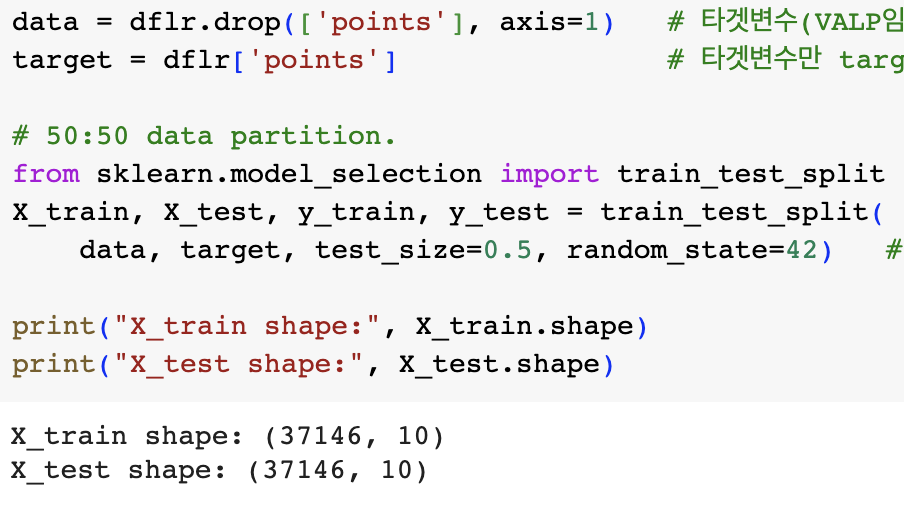 data = dflr.drop(['points'], axis=1)   # 타겟변수(VALP임
target = dflr['points']                # 타겟변수만 targ
# 50:50 data partition.
from sklearn.model_selection import train_test_split
X_train, X_test, y_train, y_test = train_test_split(
    data, target, test_size=0.5, random_state=42)   #
print("X_train shape:", X_train.shape)
print("X_test shape:", X_test.shape)
X_train shape: (37146, 10)
X_test shape: (37146, 10)